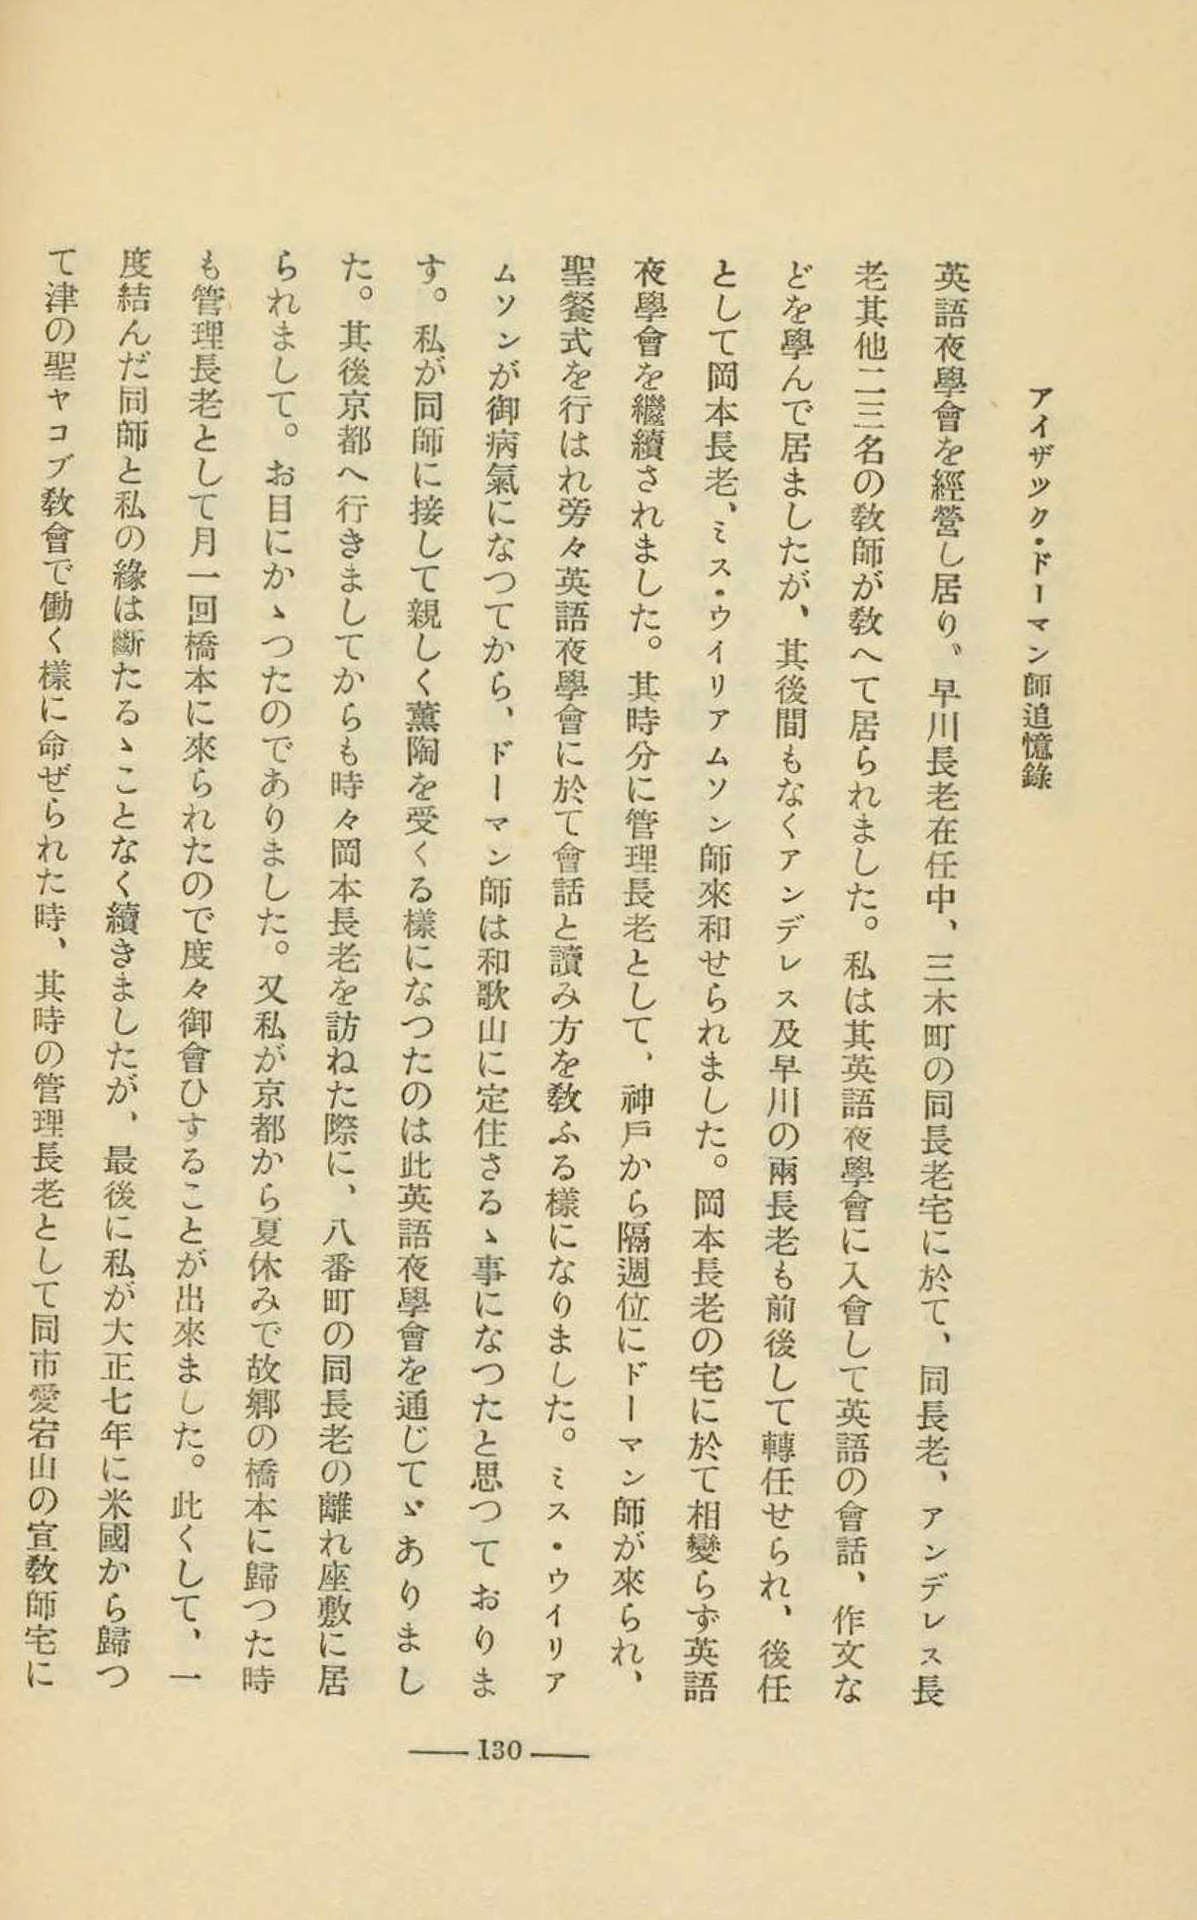 アイザック・ドーマン師追憶錄
英語夜學會を經營し居り、早川長老在任中、三木町の同長老宅に於て、同長老、アンデレス長
老其他二三名の敎師が敎へて居られました。私は其英語夜學會に入會して英語の會話、作文な
どを學んで居ましたが、其後間もなくアンデレス及早川の兩長老も前後して轉任せられ、後任
として岡本長老、ミス・ウイリアムソン師來和せられました。岡本長老の宅に於て相變らず英語
夜學會を繼續されました。其時分に管理長老として、神戶から隔週位にドーマン師が來られ、
聖餐式を行はれ旁々英語夜學會に於て會話と讀み方を敎ふる樣になりました。ミス・ウイリア
ムソンが御病氣になつてから、ドーマン師は和歌山に定住さるゝ事になつたと思つておりま
す。私が同師に接して親しく薰陶を受くる樣になつたのは此英語夜學會を通じてゞありまし
た。其後京都へ行きましてからも時々岡本長老を訪ねた際に、八番町の同長老の離れ座敷に居
られまして。お目にかゝつたのでありました。又私が京都から夏休みで故鄕の橋本に歸つた時
も管理長老として月一回橋本に來られたので度々御會ひすることが出來ました。此くして、一
度結んだ同師と私の緣は斷たるゝことなく續きましたが、最後に私が大正七年に米國から歸つ
て津の聖ヤコブ敎會で働く樣に命ぜられた時、其時の管理長老として同市愛宕山の宣敎師宅に
130